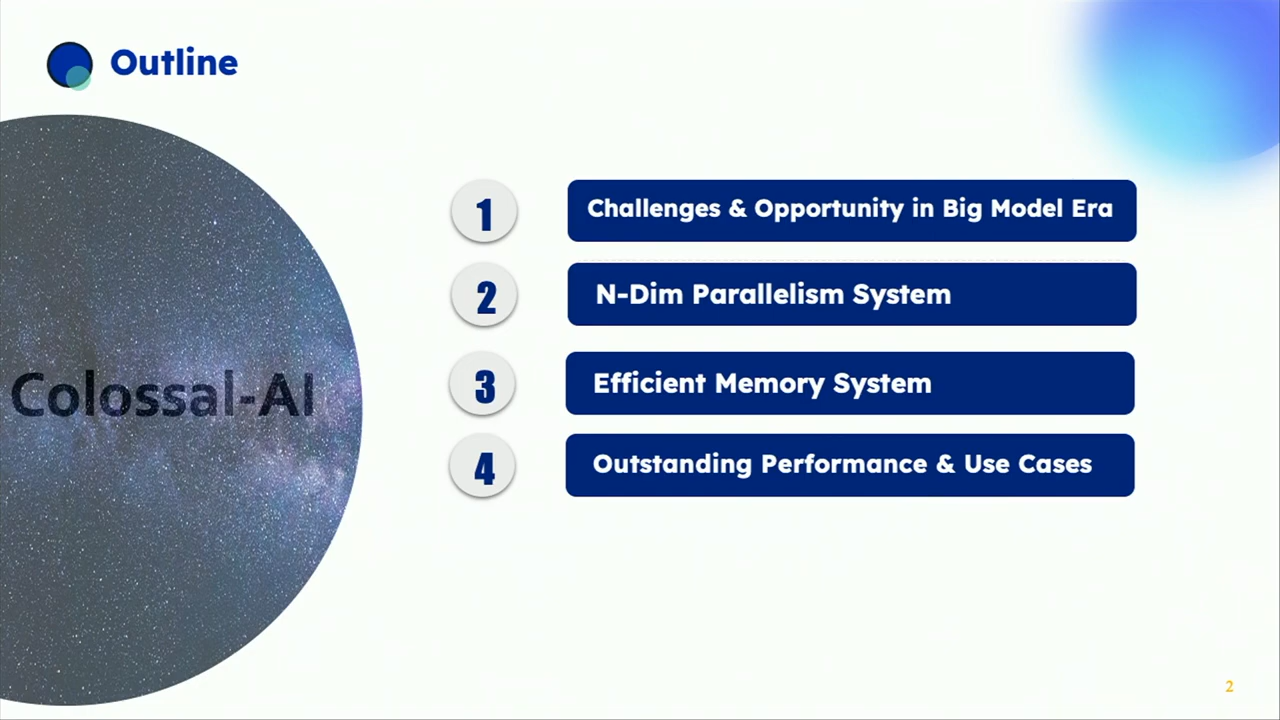 Outline
Colossal-AI
1 Challenges & Opportunity in Big Model Era
2 N-Dim Parallelism System
3 Efficient Memory System
4 Outstanding Performance & Use Cases
2